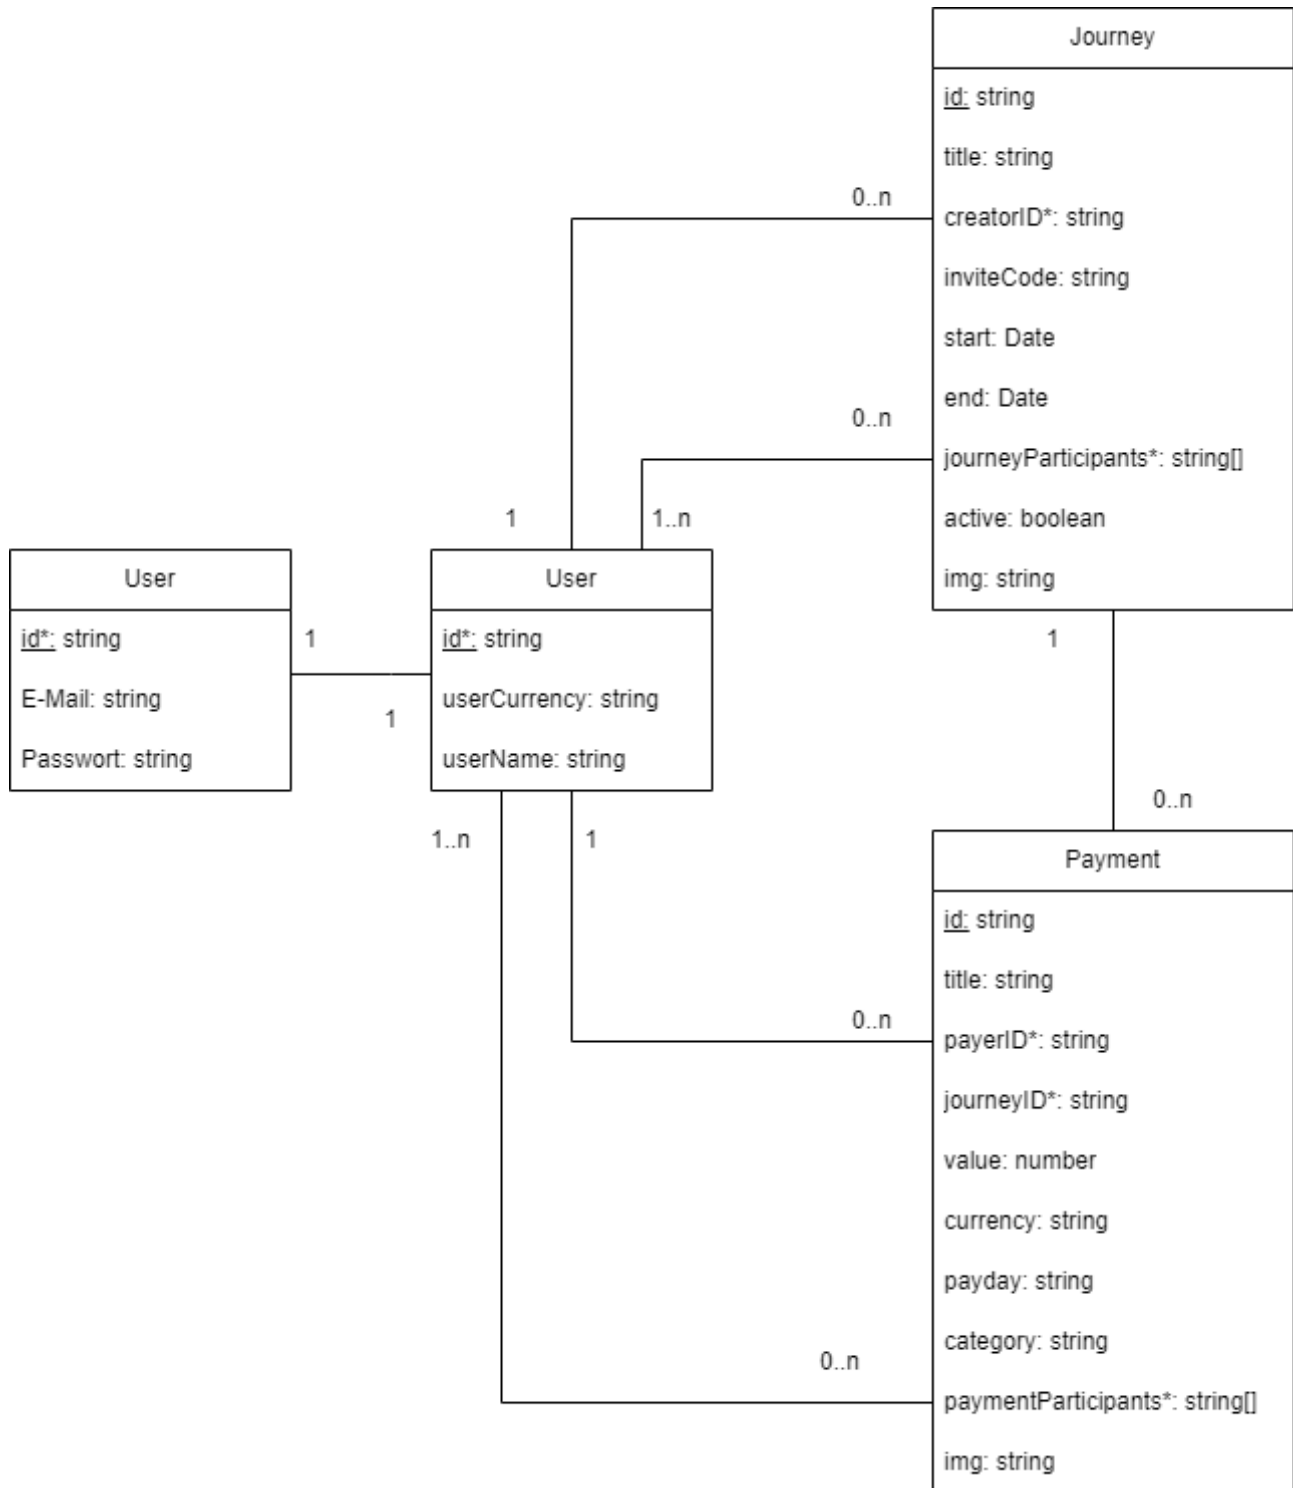 Journey
id: string
title: string
creatorID*: string
inviteCode: string
start: Date
end: Date
journeyParticipants*: string[]
active: boolean
img: string
0..n
0..n
1
1..n
User
id*: string
E-Mail: string
Passwort: string
1
1
User
id*: string
userCurrency: string
userName: string
1..n
1
1
0..n
0..n
0..n
Payment
id: string
title: string
payerID*: string
journeyID*: string
value: number
currency: string
payday: string
category: string
paymentParticipants*: string[]
img: string